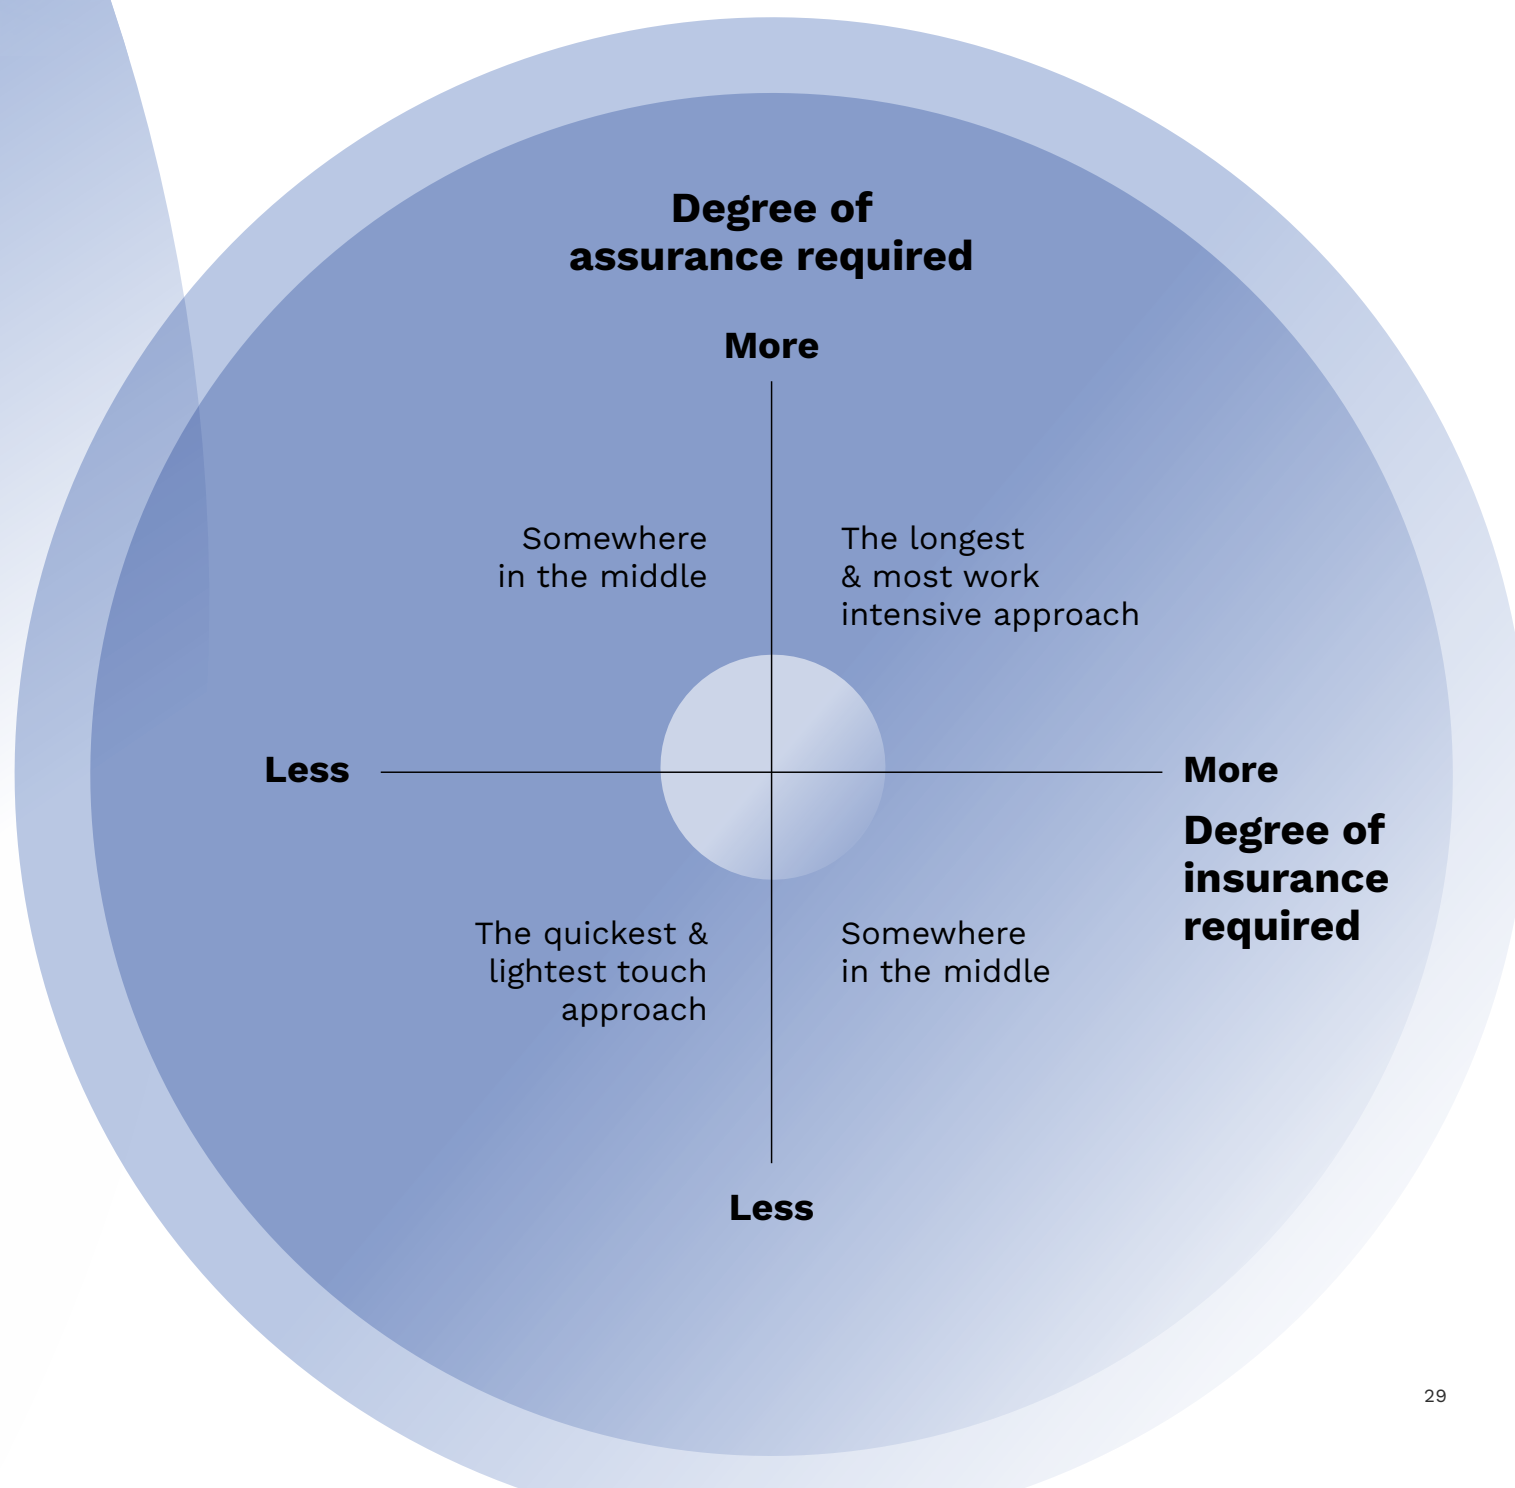 Degree of
assurance required
More
Somewhere
in the middle
The longest
& most work
intensive approach
Less
More
Degree of
insurance
required
The quickest &
lightest touch
approach
Somewhere
in the middle
Less
29